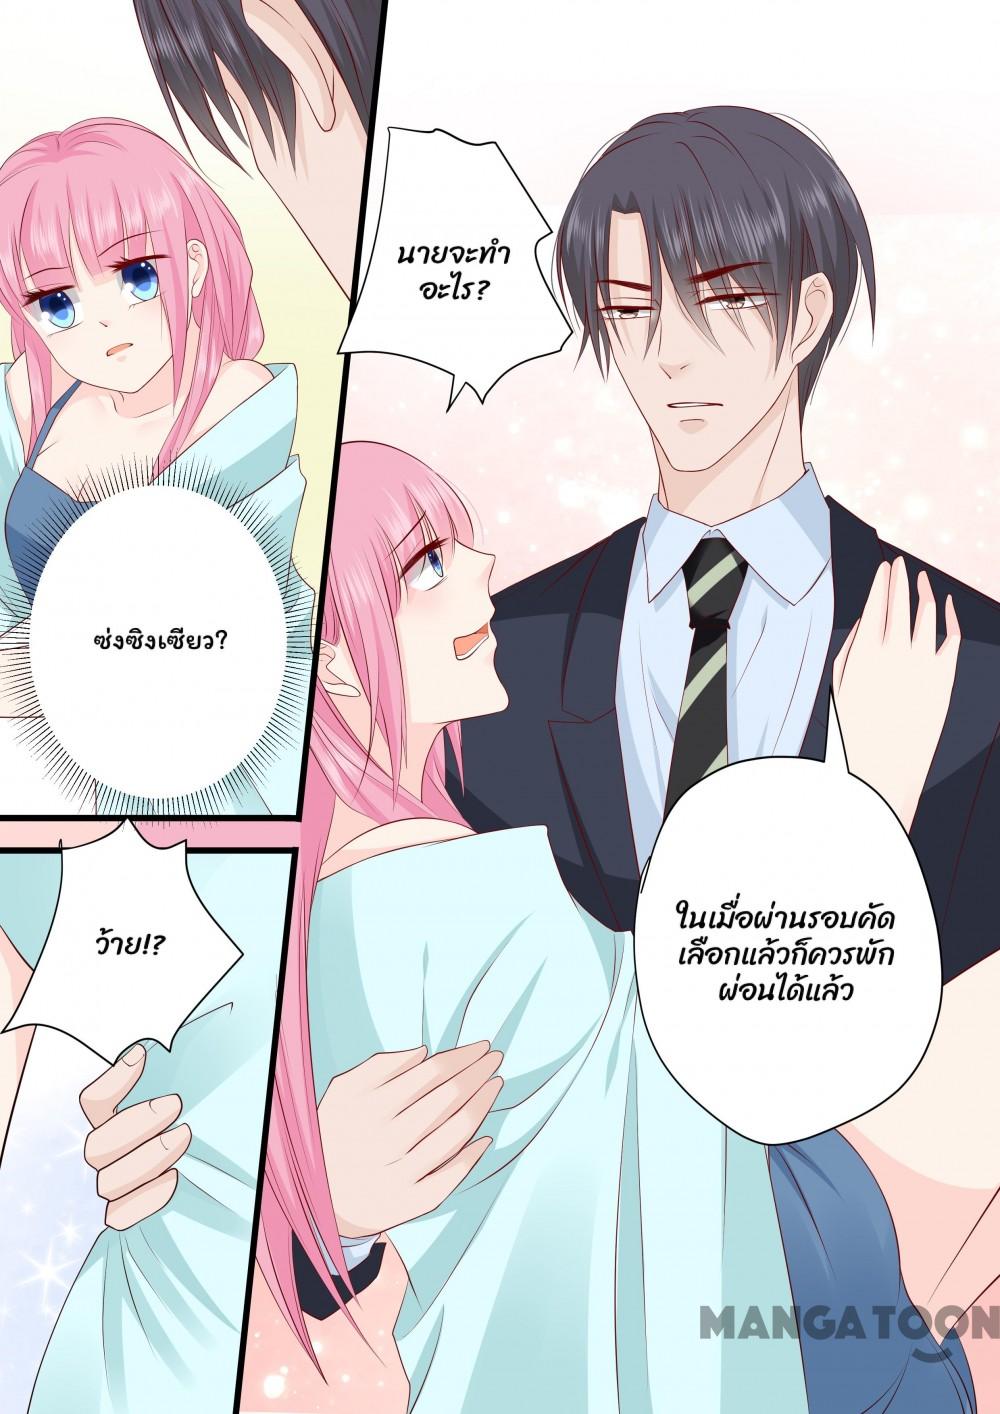 ซ่งซิงเซียว?
ว้าย!?
นายจะทำ
อะไร?
ในเมื่อผ่านรอบคัด
เลือกแล้วก็ควรพัก
ผ่อนได้แล้ว
MANGATOON